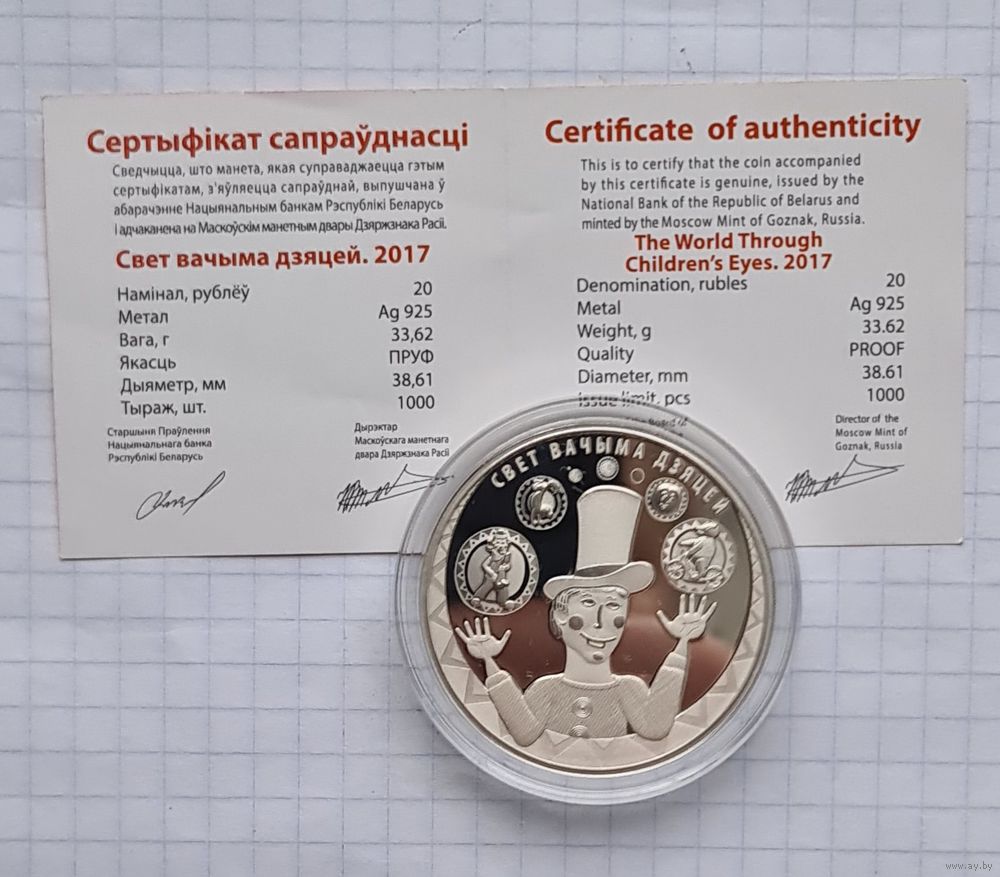 Сертыфікат сапраўднасці
Сведчыцца, што манета, якая суправаджаецца гэтым
сертыфікатам, з'яўляецца сапраўднай, выпушчана ў
абарачэнне Нацыянальным банкам Рэспублікі Беларусь
і адчаканена на Маскоўскім манетным двары Дзяржзнака Расіі.
Свет вачыма дзяцей. 2017
Намінал, рублёў 20
Метал Ag 925
Вага, г 33,62
Якасць ПРУФ
Дыяметр, мм 38,61
Тыраж, шт. 1000
Старшыня Праўлення
Нацыянальнага банка
Рэспублікі Беларусь
Дырэктар
Маскоўскага манетнага
двара Дзяржзнака Расіі
Certificate of authenticity
This is to certify that the coin accompanied
by this certificate is genuine, issued by the
National Bank of the Republic of Belarus and
minted by the Moscow Mint of Goznak, Russia.
The World Through
Children's Eyes. 2017
Denomination, rubles 20
Metal Ag 925
Weight, g 33.62
Quality PROOF
Diameter, mm 38.61
Issue limit, pcs 1000
the Board of
Director of the
Moscow Mint of
Goznak, Russia
СВЕТ ВАЧЫМА ДЗЯЦЕЙ
www.ay.by